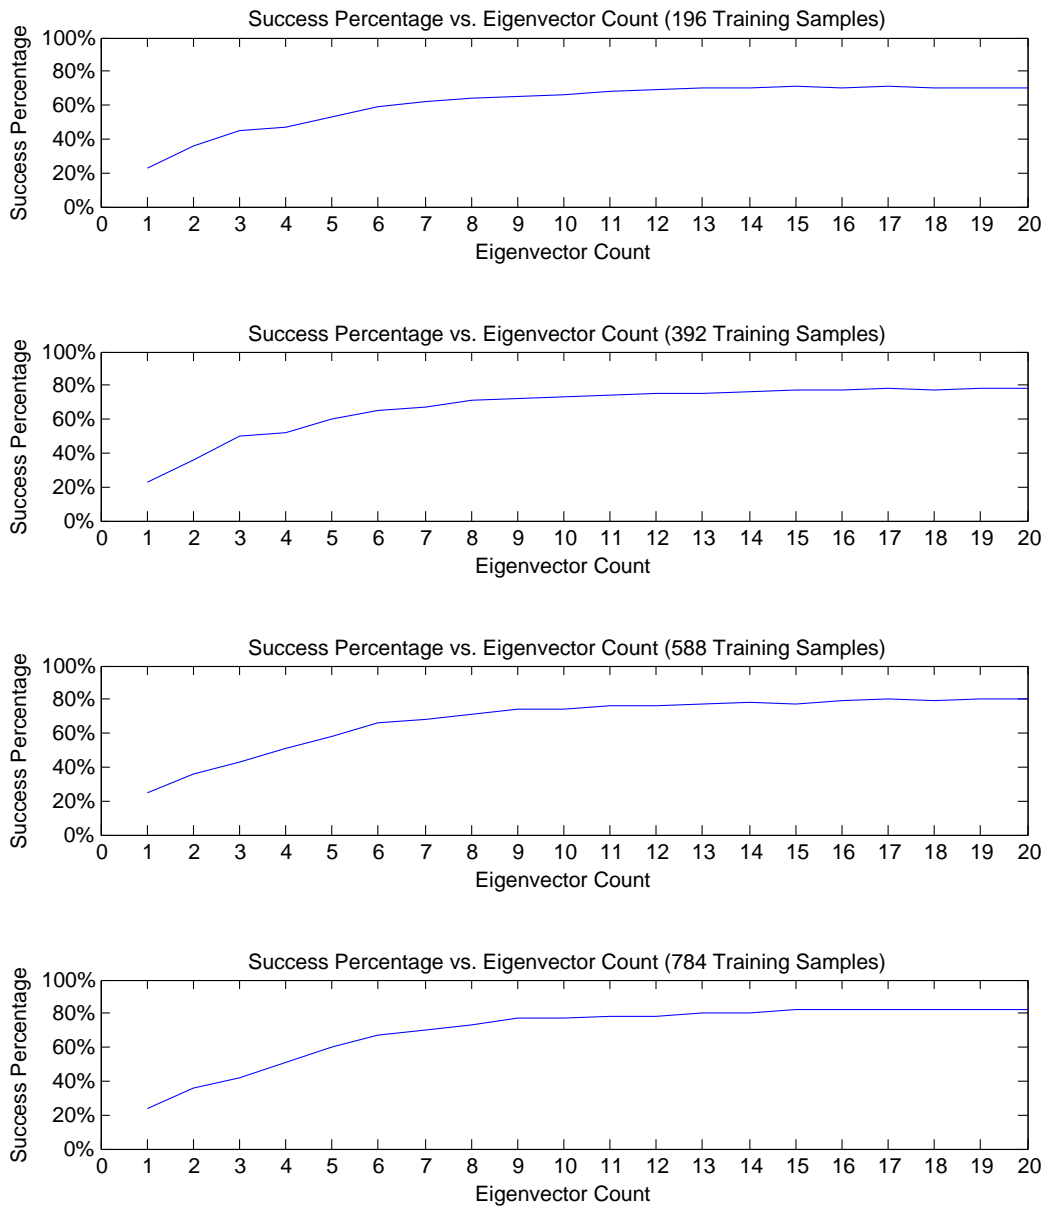 Success Percentage vs. Eigenvector Count (196 Training Samples)
Success Percentage
100%
80%
60%
40%
20%
0%
0 1 2 3 4 5 6 7 8 9 10 11 12 13 14 15 16 17 18 19 20
Eigenvector Count
Success Percentage vs. Eigenvector Count (392 Training Samples)
Success Percentage
100%
80%
60%
40%
20%
0%
0 1 2 3 4 5 6 7 8 9 10 11 12 13 14 15 16 17 18 19 20
Eigenvector Count
Success Percentage vs. Eigenvector Count (588 Training Samples)
Success Percentage
100%
80%
60%
40%
20%
0%
0 1 2 3 4 5 6 7 8 9 10 11 12 13 14 15 16 17 18 19 20
Eigenvector Count
Success Percentage vs. Eigenvector Count (784 Training Samples)
Success Percentage
100%
80%
60%
40%
20%
0%
0 1 2 3 4 5 6 7 8 9 10 11 12 13 14 15 16 17 18 19 20
Eigenvector Count